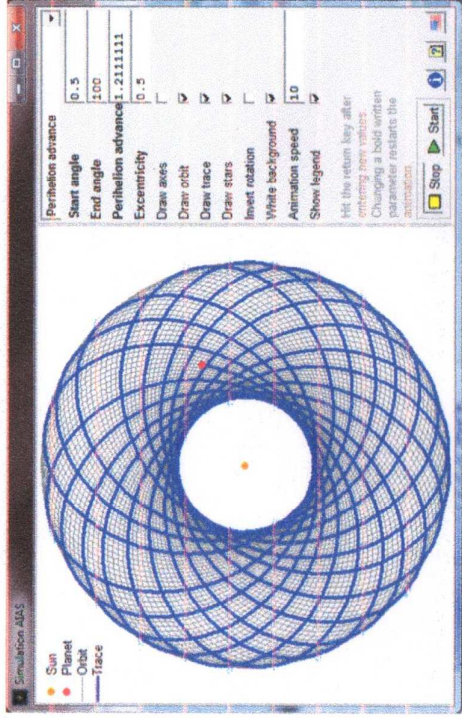 Simulation AIAS
Sun
Planet
Orbit
Trace
Perihelion advance
Start angle 0.5
End angle 100
Perihelion advance 1.2111111
Excentricity 0.5
Draw axes
Draw orbit
Draw trace
Draw stars
Invert rotation
White background
Animation speed 10
Show legend
Hit the return key after
entering new values
Changing a bold written
parameter restarts the
animation
Stop Start